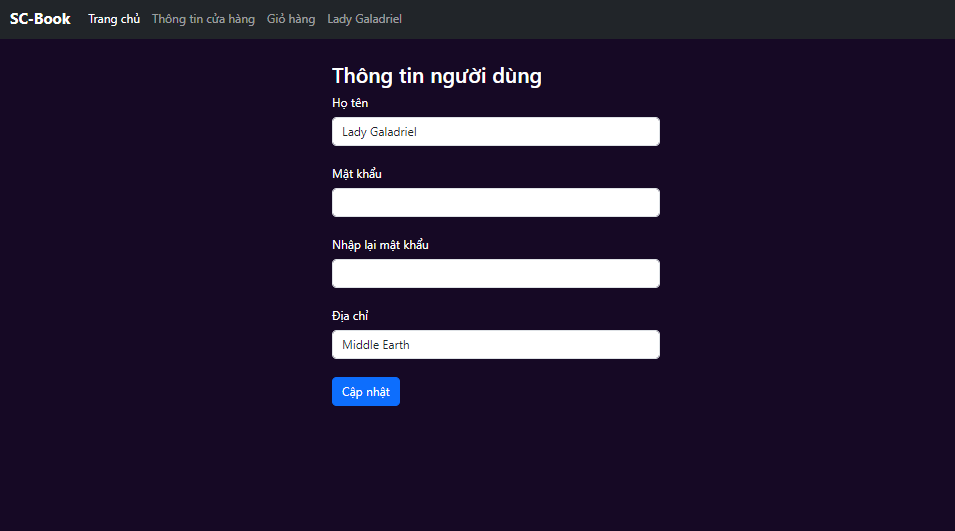 SC-Book Trang chủ Thông tin cửa hàng Giỏ hàng Lady Galadriel
Thông tin người dùng
Họ tên
Lady Galadriel
Mật khẩu
Nhập lại mật khẩu
Địa chỉ
Middle Earth
Cập nhật